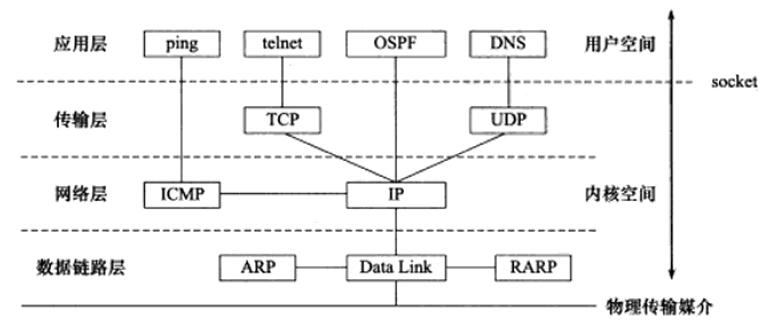 应用层 ping telnet OSPF DNS 用户空间
socket
传输层 TCP UDP
网络层 ICMP IP 内核空间
数据链路层 ARP Data Link RARP
物理传输媒介